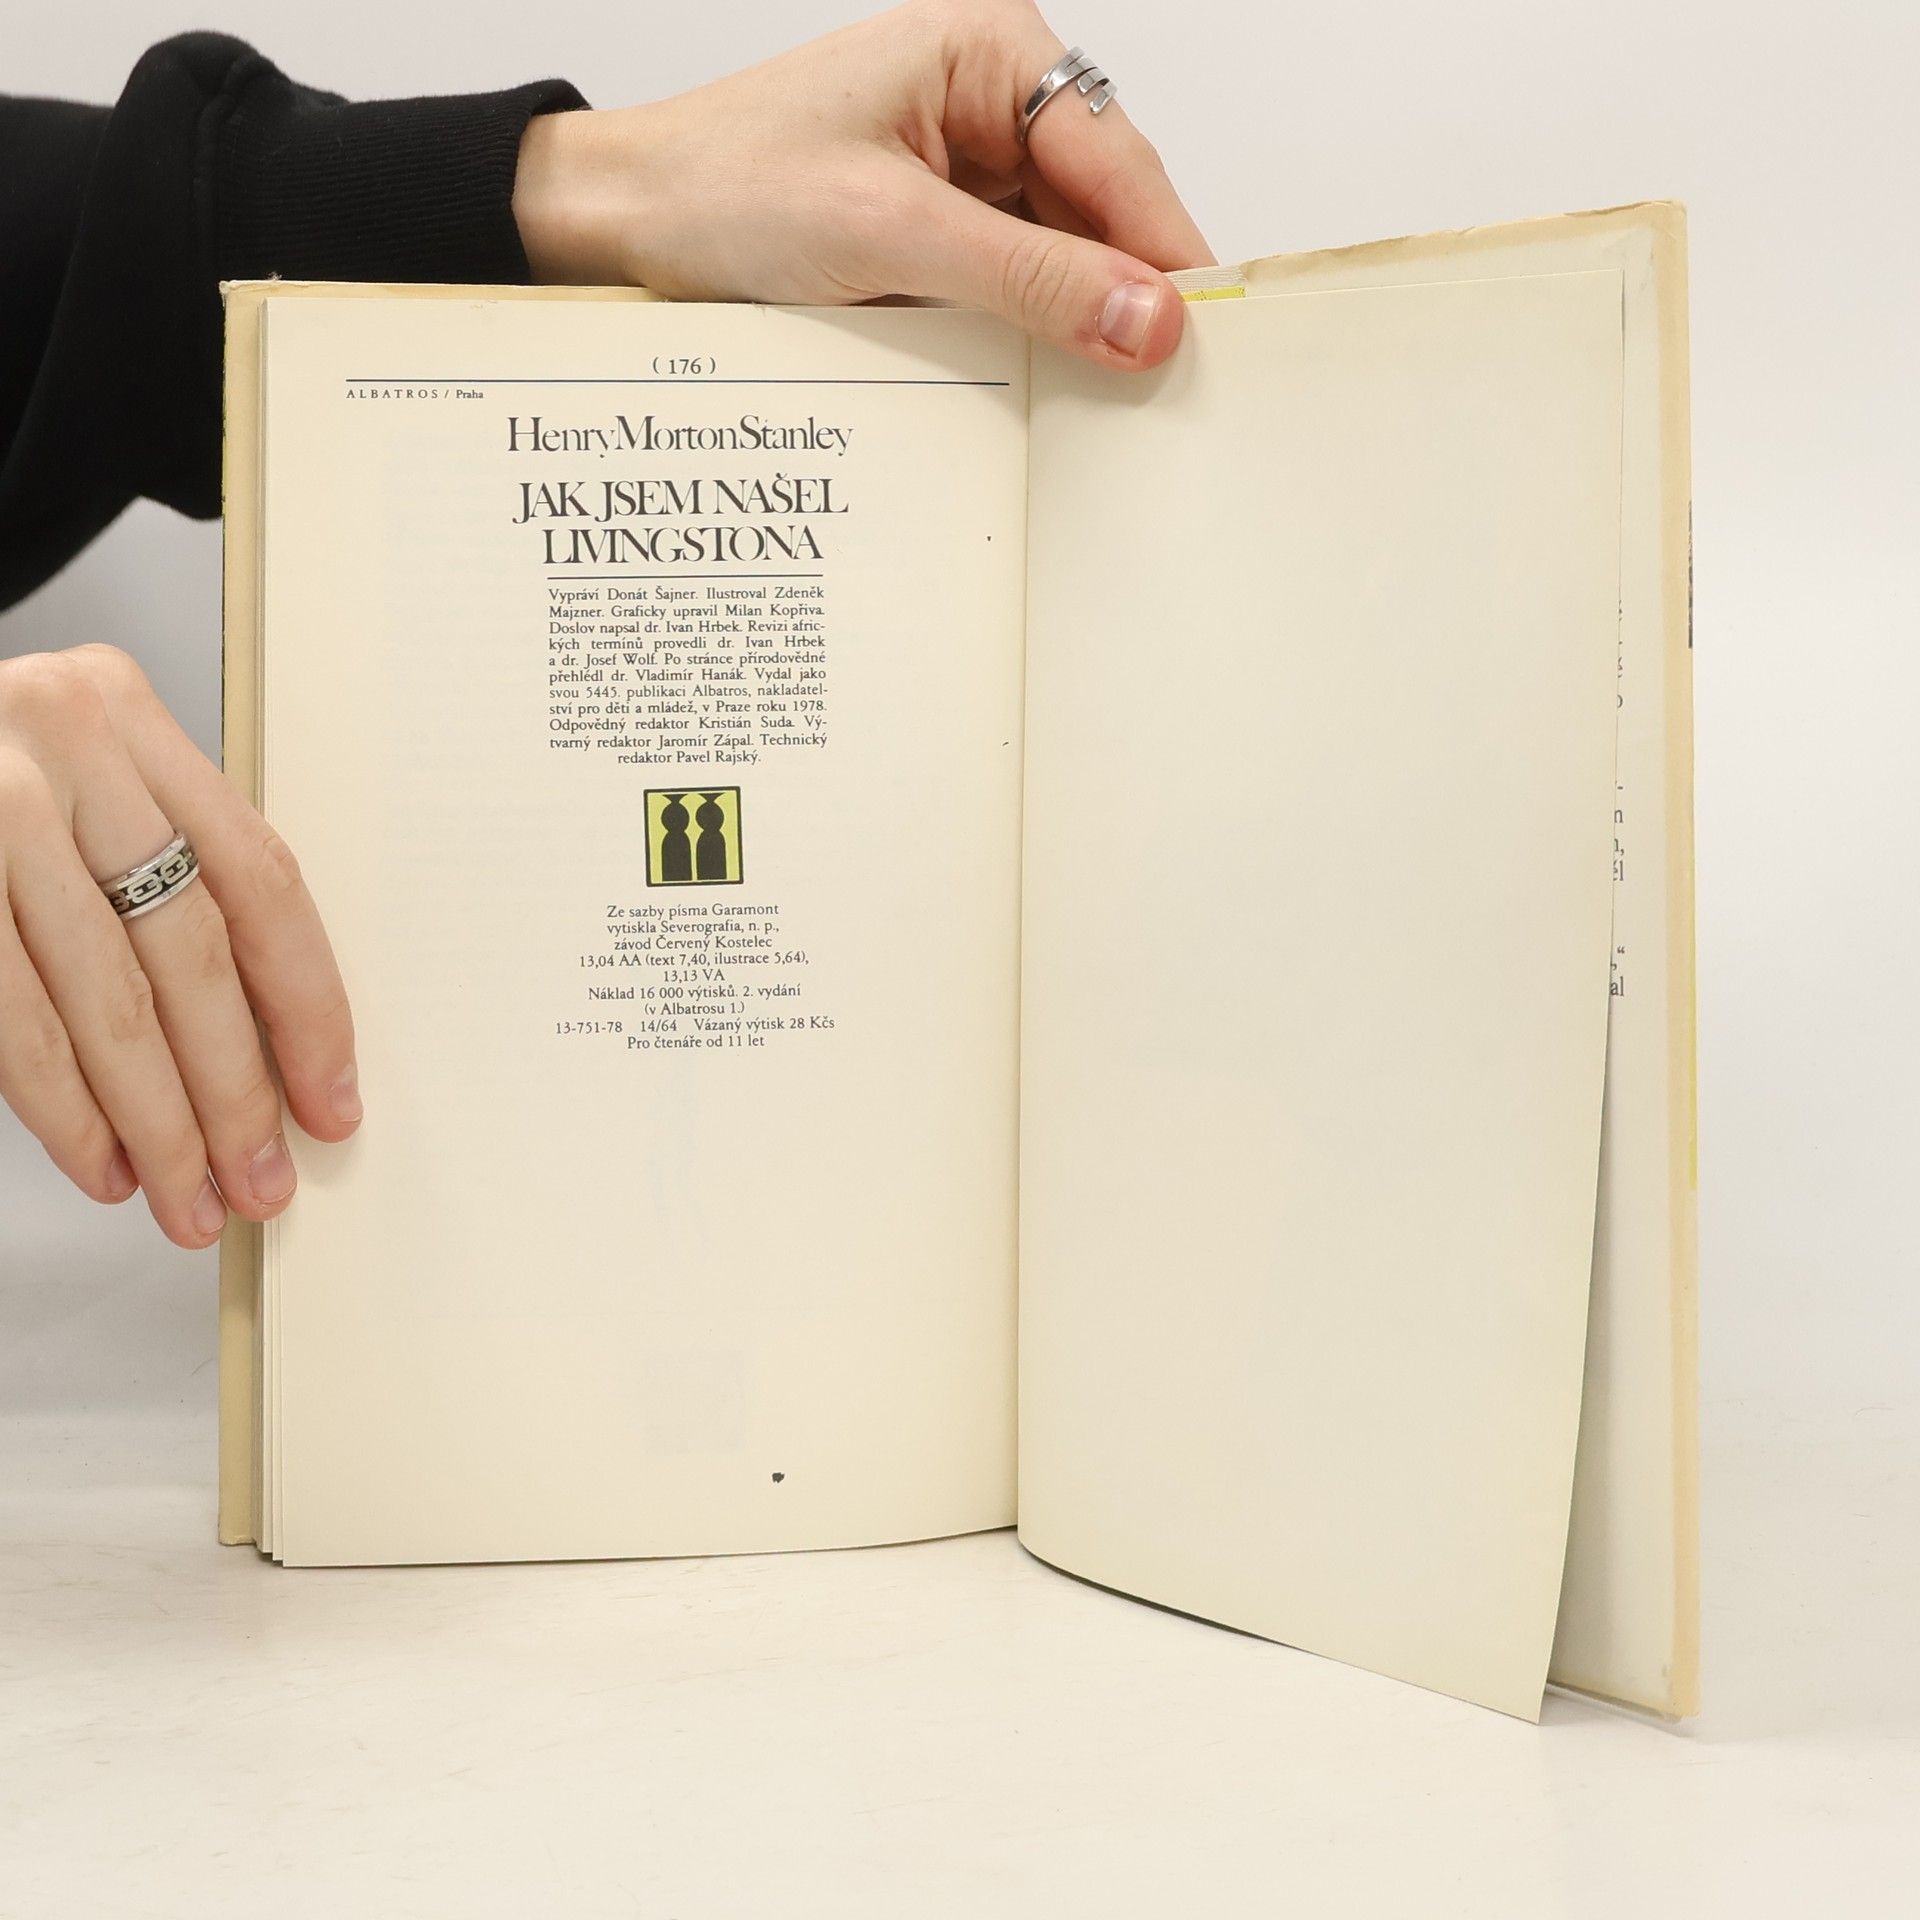 ( 176 )
ALBATROS / Praha
Henry Morton Stanley
JAK JSEM NAŠEL
LIVINGSTONA
Vypráví Donát Šajner. Ilustroval Zdeněk
Majzner. Graficky upravil Milan Kopřiva.
Doslov napsal dr. Ivan Hrbek. Revizi afric-
kých termínů provedli dr. Ivan Hrbek
a dr. Josef Wolf. Po stránce přírodovědné
přehlédl dr. Vladimír Hanák. Vydal jako
svou 5445. publikaci Albatros, nakladatel-
ství pro děti a mládež, v Praze roku 1978.
Odpovědný redaktor Kristián Suda. Vý-
tvarný redaktor Jaromír Zápal. Technický
redaktor Pavel Rajský.
Ze sazby písma Garamont
vytiskla Severografia, n. p.,
závod Červený Kostelec
13,04 AA (text 7,40, ilustrace 5,64),
13,13 VA
Náklad 16 000 výtisků. 2. vydání
(v Albatrosu 1.)
13-751-78 14/64 Vázaný výtisk 28 Kčs
Pro čtenáře od 11 let